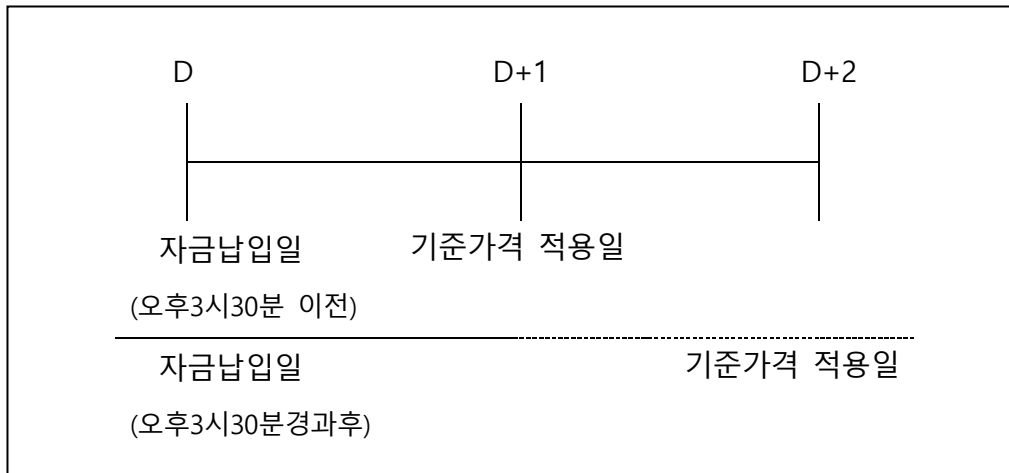 D D+1 D+2
자금납입일 기준가격 적용일
(오후3시30분 이전)
자금납입일 기준가격 적용일
(오후3시30분경과후)